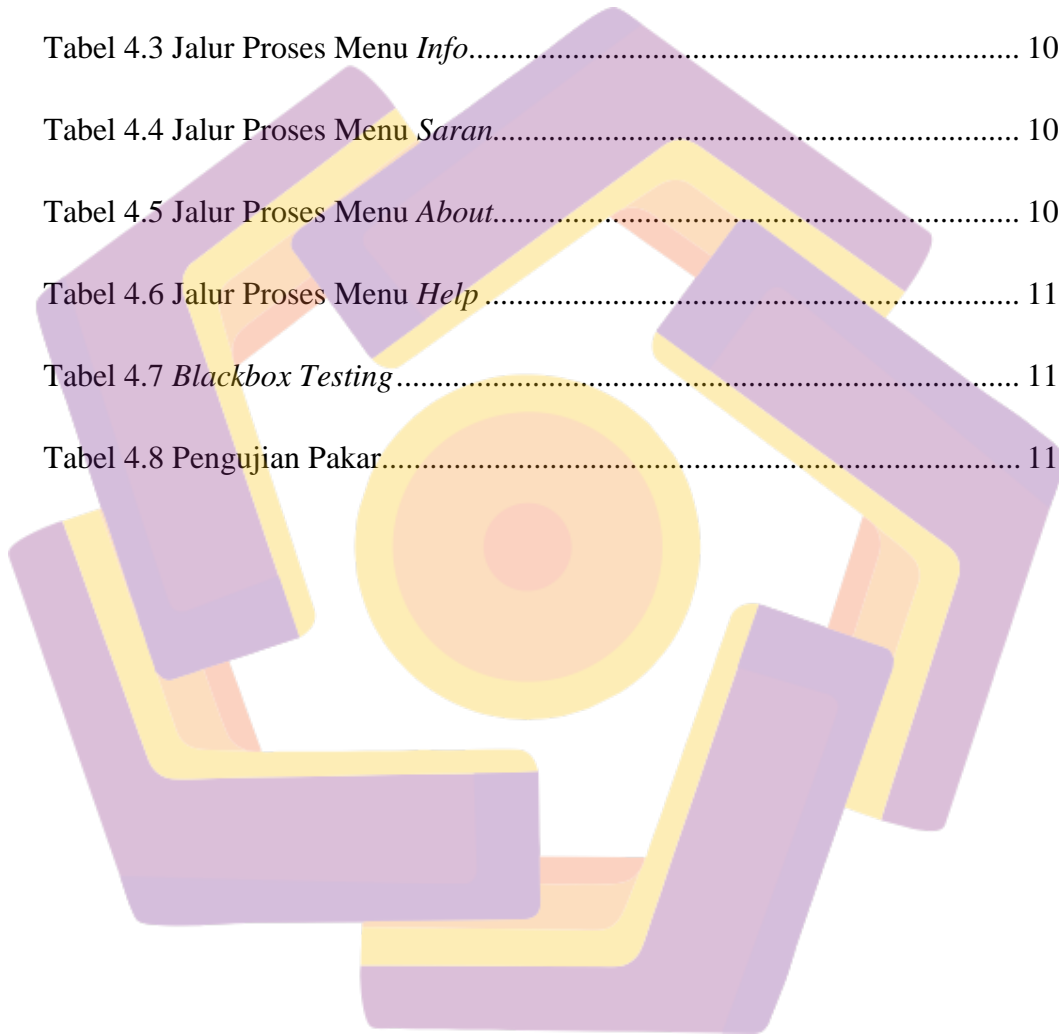 Tabel 4.3 Jalur Proses Menu Info.......................................................................................... 10
Tabel 4.4 Jalur Proses Menu Saran...................................................................................... 10
Tabel 4.5 Jalur Proses Menu About...................................................................................... 10
Tabel 4.6 Jalur Proses Menu Help ........................................................................................ 11
Tabel 4.7 Blackbox Testing.................................................................................................... 11
Tabel 4.8 Pengujian Pakar...................................................................................................... 11